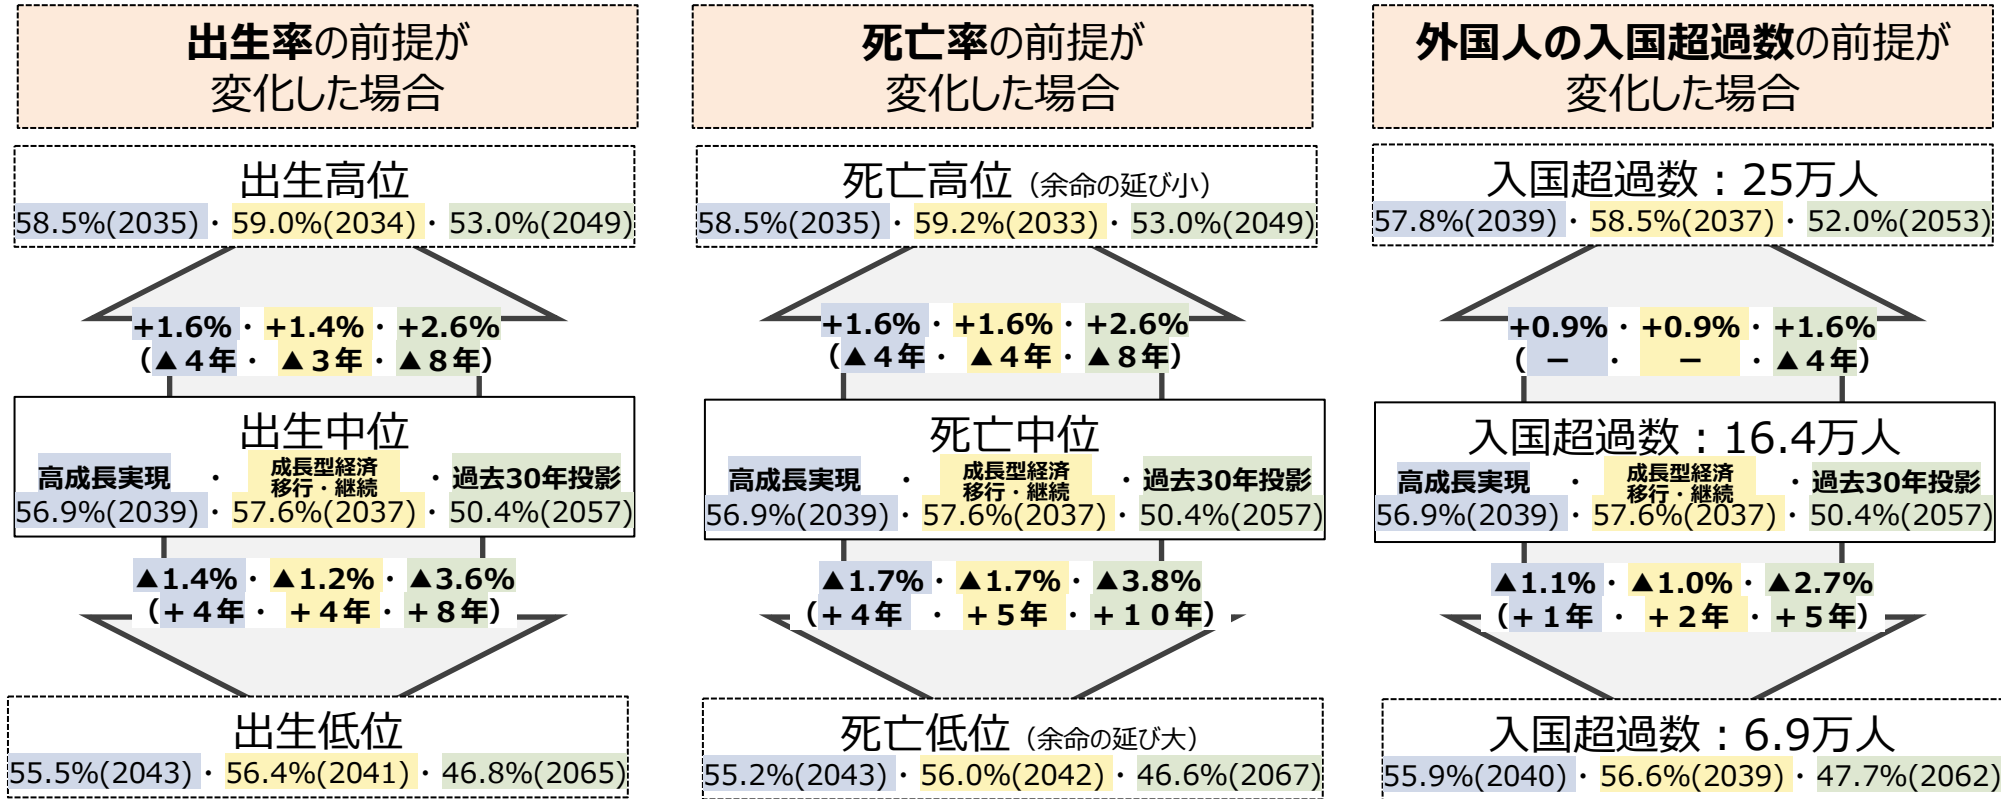 出生率の前提が
変化した場合
出生高位
58.5%(2035)・59.0%(2034)・53.0%(2049)
+1.6%・+1.4%・+2.6%
（▲４年・▲３年・▲８年）
出生中位
高成長実現・成長型経済移行・継続・過去30年投影
56.9%(2039)・57.6%(2037)・50.4%(2057)
▲1.4%・▲1.2%・▲3.6%
（+４年・+４年・+８年）
出生低位
55.5%(2043)・56.4%(2041)・46.8%(2065)
死亡率の前提が
変化した場合
死亡高位（余命の延び小）
58.5%(2035)・59.2%(2033)・53.0%(2049)
+1.6%・+1.6%・+2.6%
（▲４年・▲４年・▲８年）
死亡中位
高成長実現・成長型経済移行・継続・過去30年投影
56.9%(2039)・57.6%(2037)・50.4%(2057)
▲1.7%・▲1.7%・▲3.8%
（+４年・+５年・+１０年）
死亡低位（余命の延び大）
55.2%(2043)・56.0%(2042)・46.6%(2067)
外国人の入国超過数の前提が
変化した場合
入国超過数：25万人
57.8%(2039)・58.5%(2037)・52.0%(2053)
+0.9%・+0.9%・+1.6%
（－・－・▲４年）
入国超過数：16.4万人
高成長実現・成長型経済移行・継続・過去30年投影
56.9%(2039)・57.6%(2037)・50.4%(2057)
▲1.1%・▲1.0%・▲2.7%
（+１年・+２年・+５年）
入国超過数：6.9万人
55.9%(2040)・56.6%(2039)・47.7%(2062)